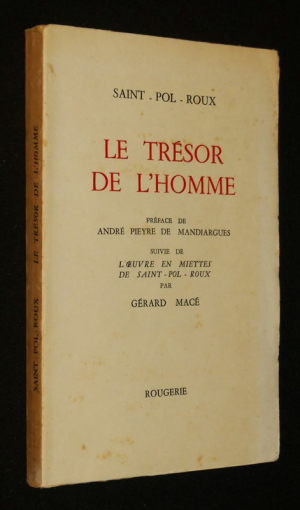 SAINT-POL-ROUX LE TRÉSOR DE L'HOMME
SAINT - POL - ROUX
LE TRÉSOR
DE L'HOMME
PRÉFACE DE
ANDRÉ PIEYRE DE MANDIARGUES
SUIVIE DE
L'ŒUVRE EN MIETTES
DE SAINT-POL-ROUX
PAR
GÉRARD MACÉ
ROUGERIE